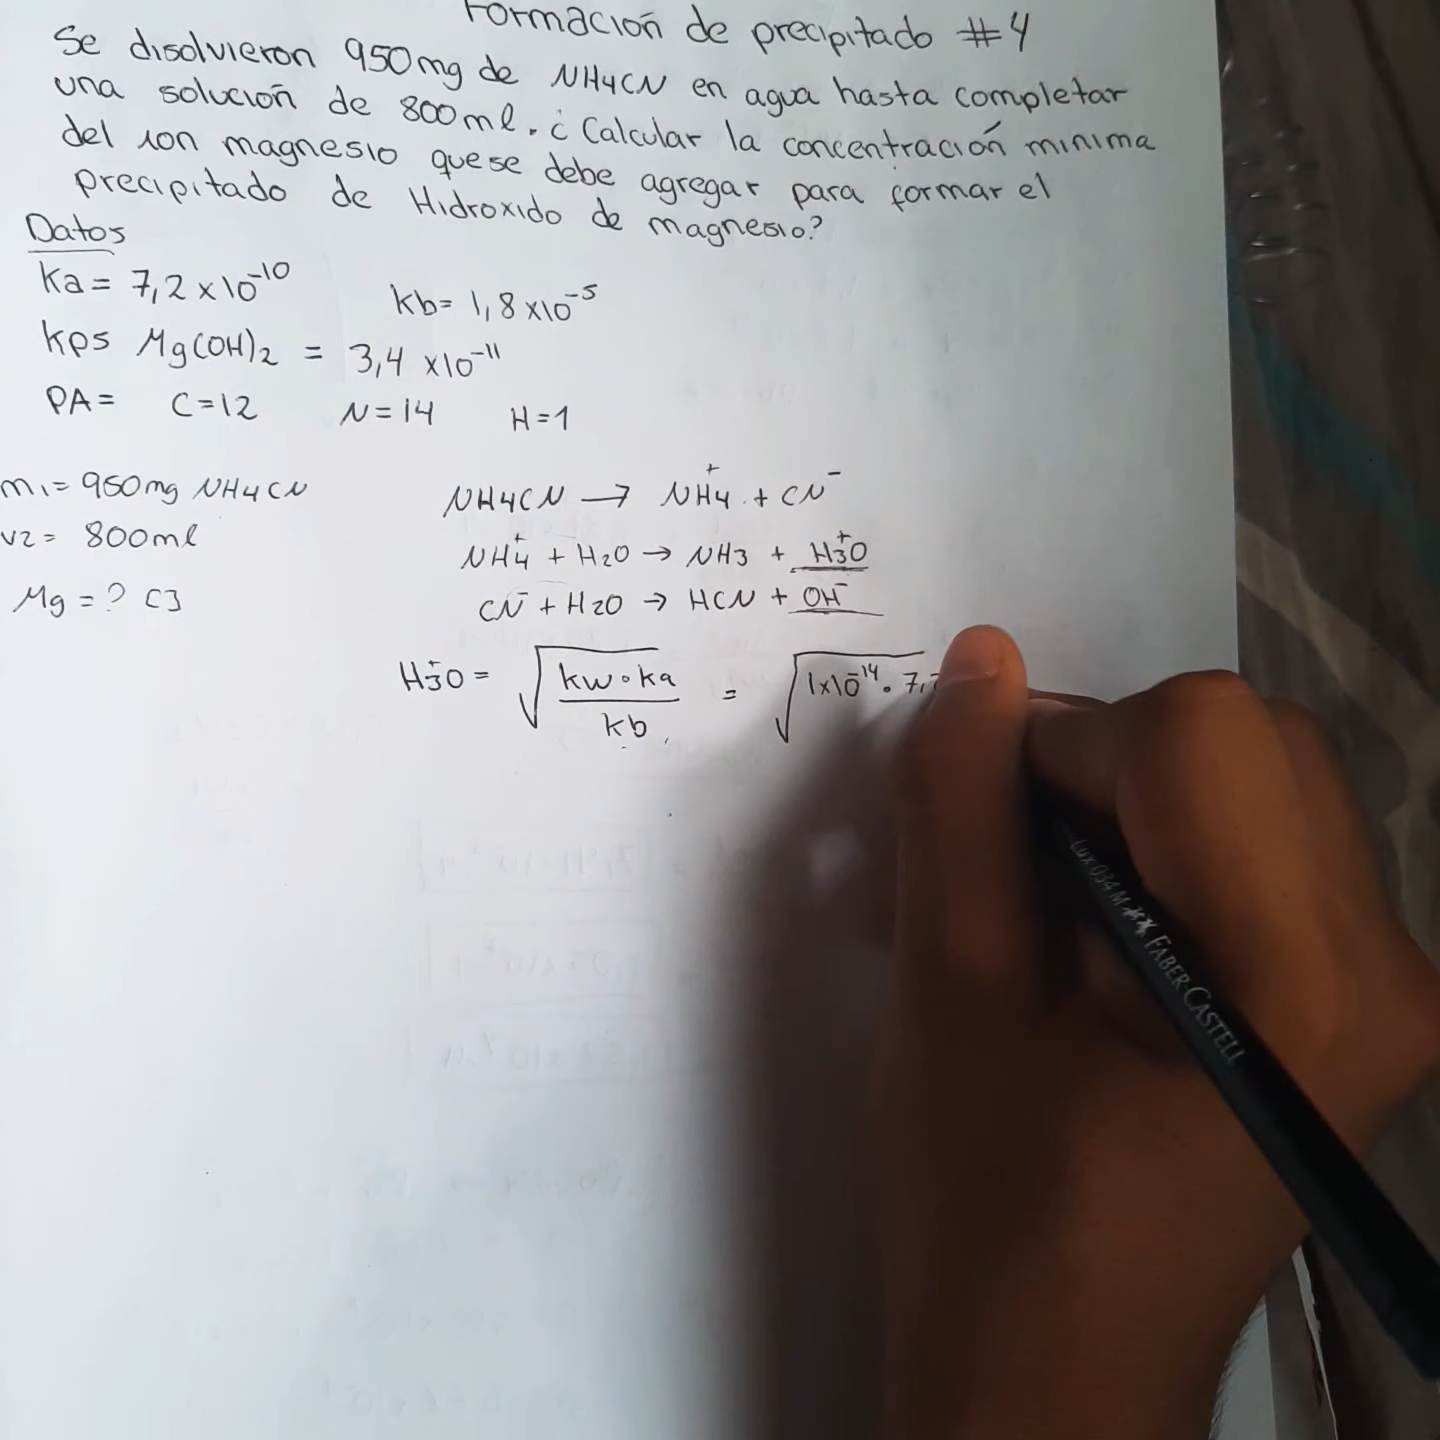 Formación de precipitado #4
Se disolvieron 950mg de NH4CN en agua hasta completar
una solución de 800ml. ¿ Calcular la concentración minima
del ion magnesio que se debe agregar para formar el
precipitado de Hidroxido de magnesio?
Datos
ka= 7,2 x10⁻¹⁰ kb= 1,8 x10⁻⁵
kps Mg(OH)2 = 3,4 x10⁻¹¹
PA= C=12 N=14 H=1
m1= 950mg NH4CN NH4CN → NH4⁺ + CN⁻
v2= 800ml NH4⁺ + H2O → NH3 + H3O⁺
Mg = ? CJ CN⁻ + H2O → HCN + OH⁻
H3O⁺ = √(kw·ka / kb) = √(1x10⁻¹⁴ · 7,
Lux 034 M FABER CASTELL